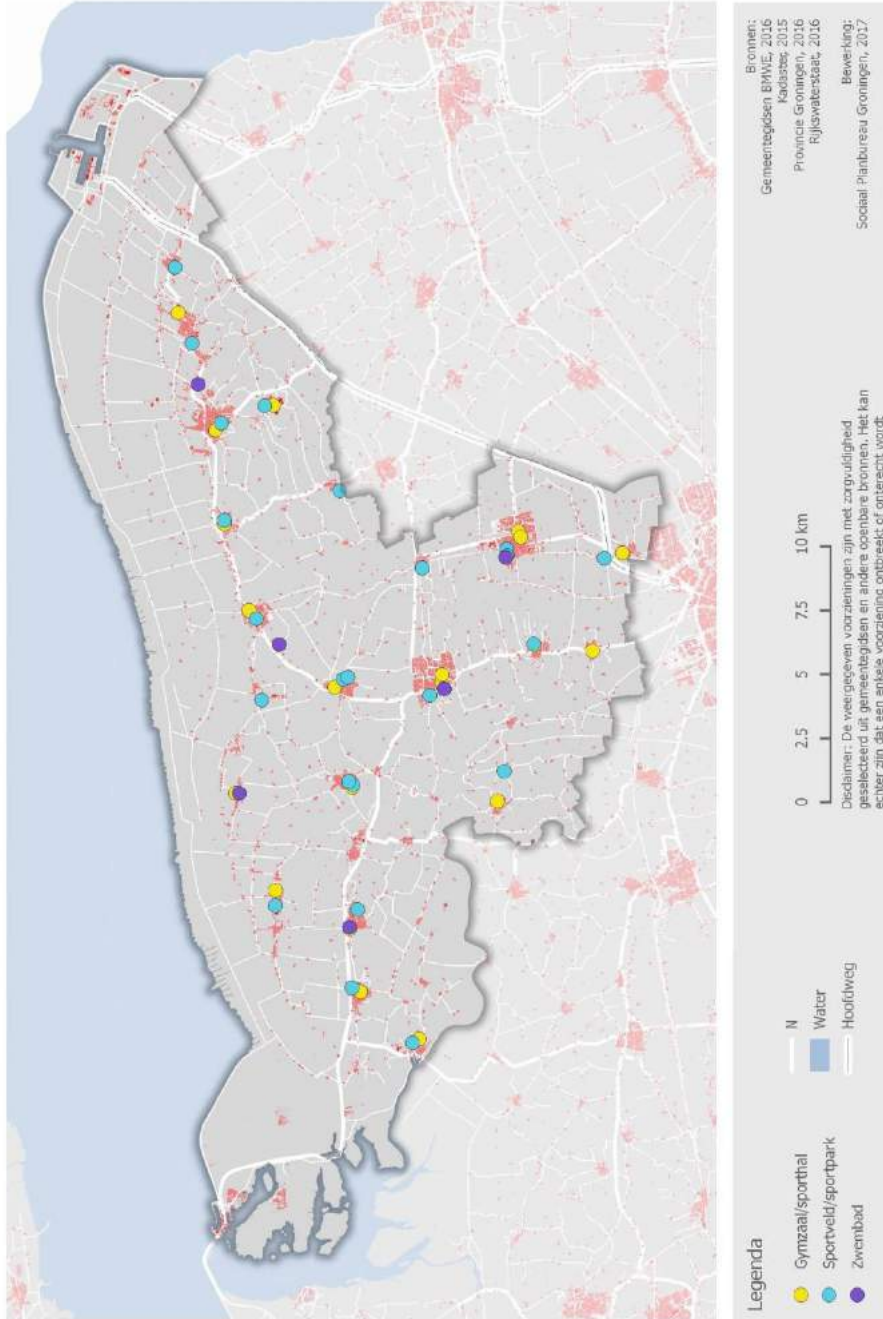 Legenda
Gymzaal/sporthal
Sportveld/sportpark
Zwembad
N
Water
Hoofdweg
0 2.5 5 7.5 10 km
Disclaimer: De weergegeven voorzieningen zijn met zorgvuldigheid
geselecteerd uit gemeentegidsen en andere openbare bronnen. Het kan
echter zijn dat een enkele voorziening ontbreekt of onterecht wordt
Bronnen:
Gemeentegidsen BMWE, 2016
Kadaster, 2015
Provincie Groningen, 2016
Rijkswaterstaat, 2016
Bewerking:
Sociaal Planbureau Groningen, 2017